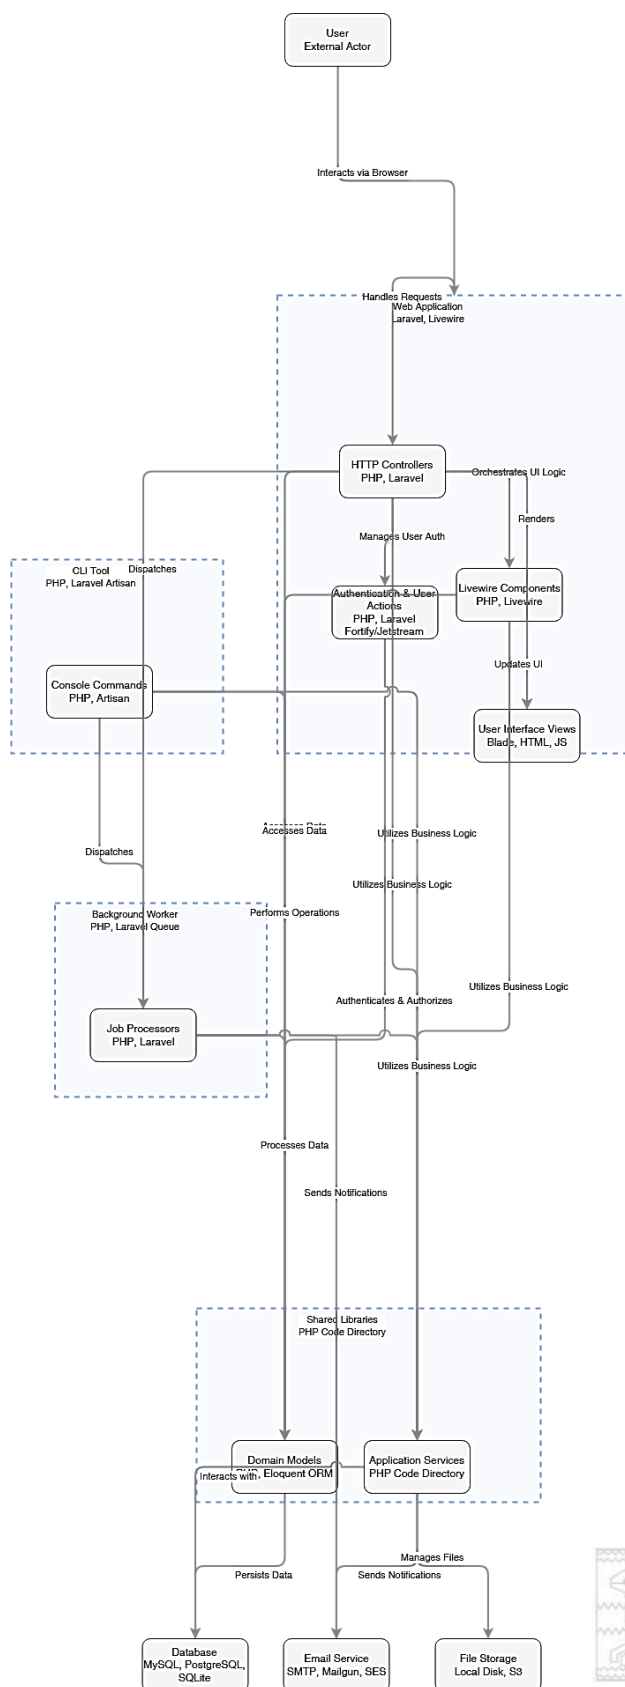 User
External Actor
Interacts via Browser
Handles Requests
Web Application
Laravel, Livewire
HTTP Controllers
PHP, Laravel
Orchestrates UI Logic
Renders
Manages User Auth
CLI Tool
PHP, Laravel Artisan
Dispatches
Authentication & User
Actions
PHP, Laravel
Fortify/Jetstream
Livewire Components
PHP, Livewire
Updates UI
Console Commands
PHP, Artisan
User Interface Views
Blade, HTML, JS
Accesses Data
Utilizes Business Logic
Dispatches
Utilizes Business Logic
Background Worker
PHP, Laravel Queue
Performs Operations
Utilizes Business Logic
Authenticates & Authorizes
Job Processors
PHP, Laravel
Utilizes Business Logic
Processes Data
Sends Notifications
Shared Libraries
PHP Code Directory
Domain Models
PHP, Eloquent ORM
Application Services
PHP Code Directory
Interacts with
Manages Files
Persists Data
Sends Notifications
Database
MySQL, PostgreSQL,
SQLite
Email Service
SMTP, Mailgun, SES
File Storage
Local Disk, S3